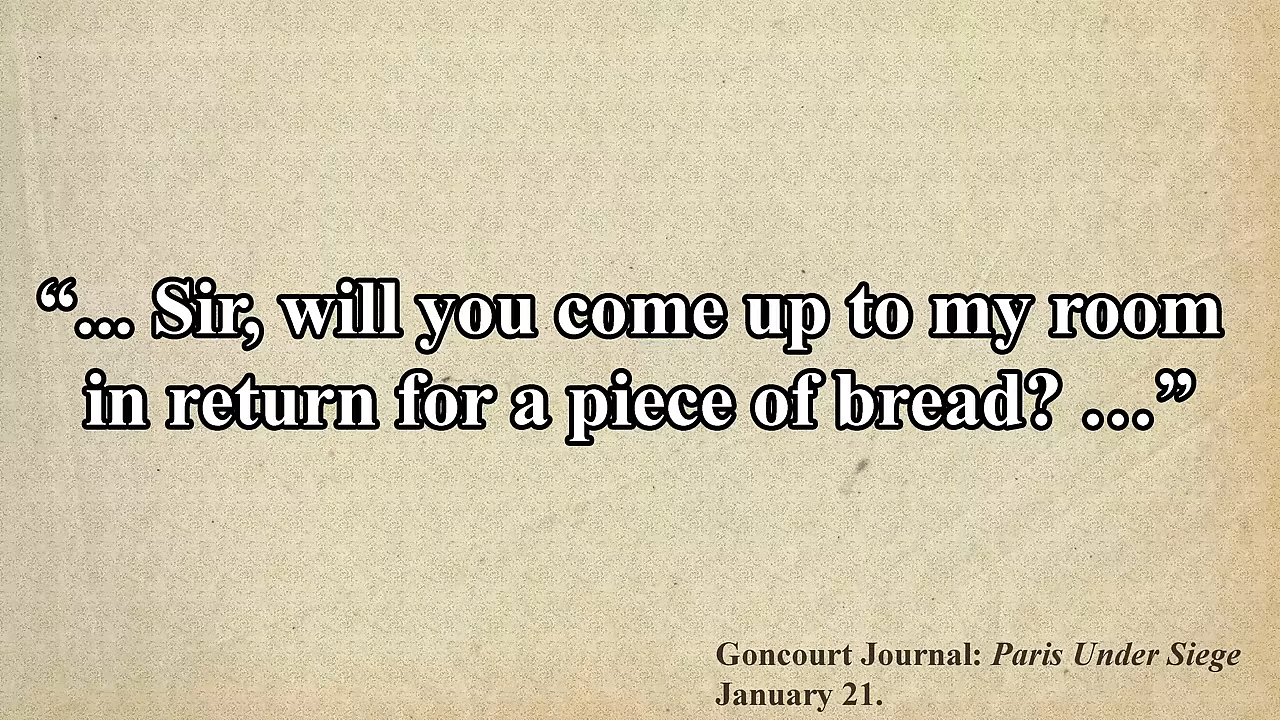 “... Sir, will you come up to my room
in return for a piece of bread? …”
Goncourt Journal: Paris Under Siege
January 21.